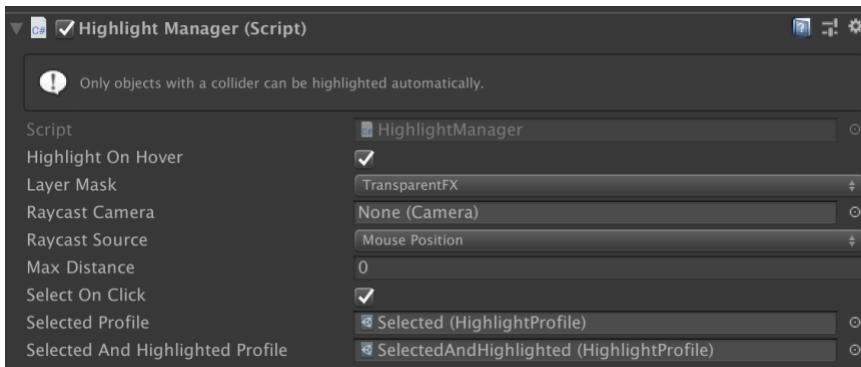 C# Highlight Manager (Script)
Only objects with a collider can be highlighted automatically.
Script HighlightManager
Highlight On Hover
Layer Mask TransparentFX
Raycast Camera None (Camera)
Raycast Source Mouse Position
Max Distance 0
Select On Click
Selected Profile Selected (HighlightProfile)
Selected And Highlighted Profile SelectedAndHighlighted (HighlightProfile)